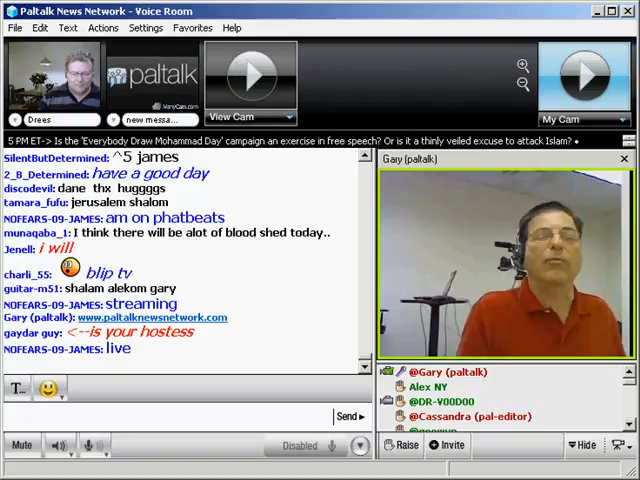 Paltalk News Network - Voice Room
File Edit Text Actions Settings Favorites Help
paltalk
ManyCam.com
Drees
new messa...
View Cam
My Cam
5 PM ET-> Is the 'Everybody Draw Mohammad Day' campaign an exercise in free speech? Or is it a thinly veiled excuse to attack Islam? •
SilentButDetermined: ^5 james
2_B_Determined: have a good day
discodevil: dane thx huggggs
tamara_fufu: jerusalem shalom
NOFEARS-09-JAMES: am on phatbeats
munaqaba_1: I think there will be alot of blood shed today..
Jenell: i will
charli_55: blip tv
guitar-m51: shalam alekom gary
NOFEARS-09-JAMES: streaming
Gary (paltalk): www.paltalknewsnetwork.com
gaydar guy: <--is your hostess
NOFEARS-09-JAMES: live
T...
Send
Mute
Disabled
Gary (paltalk)
@Gary (paltalk)
Alex NY
@DR-V00D00
@Cassandra (pal-editor)
Raise
Invite
Hide